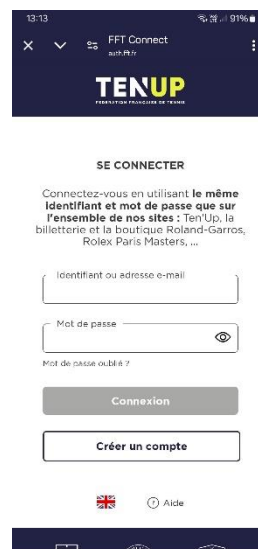 13:13
91%
FFT Connect
auth.fft.fr
TENUP
FÉDÉRATION FRANÇAISE DE TENNIS
SE CONNECTER
Connectez-vous en utilisant le même
identifiant et mot de passe que sur
l'ensemble de nos sites : Ten'Up, la
billetterie et la boutique Roland-Garros,
Rolex Paris Masters, ...
Identifiant ou adresse e-mail
Mot de passe
Mot de passe oublié ?
Connexion
Créer un compte
? Aide